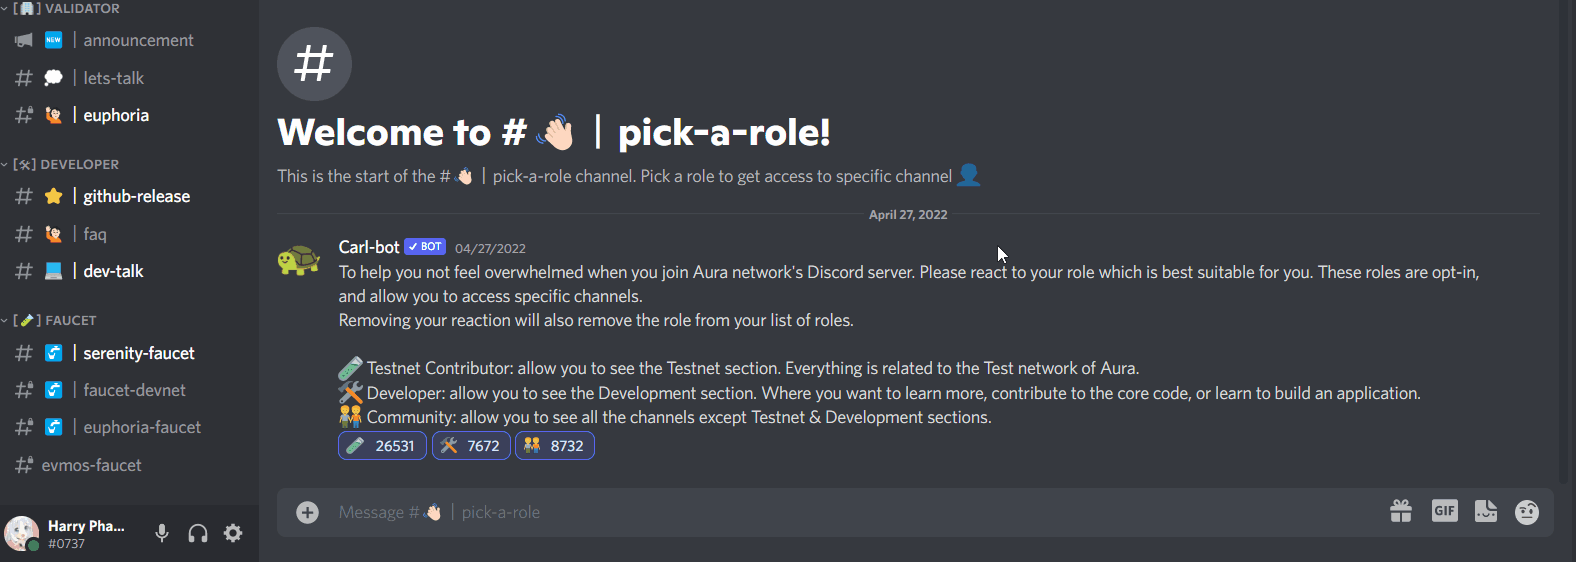 [🏢] VALIDATOR
🆕 | announcement
# 💭 | lets-talk
# 🙋🏻 | euphoria
[🛠] DEVELOPER
# ⭐ | github-release
# 🙋🏻 | faq
# 💻 | dev-talk
[🧪] FAUCET
# 🚰 | serenity-faucet
# 🚰 | faucet-devnet
# 🚰 | euphoria-faucet
# evmos-faucet
Harry Pha...
#0737
#
Welcome to #👋🏻 | pick-a-role!
This is the start of the #👋🏻 | pick-a-role channel. Pick a role to get access to specific channel 👤
April 27, 2022
Carl-bot ✓ BOT 04/27/2022
To help you not feel overwhelmed when you join Aura network's Discord server. Please react to your role which is best suitable for you. These roles are opt-in,
and allow you to access specific channels.
Removing your reaction will also remove the role from your list of roles.
🧪 Testnet Contributor: allow you to see the Testnet section. Everything is related to the Test network of Aura.
🛠 Developer: allow you to see the Development section. Where you want to learn more, contribute to the core code, or learn to build an application.
🧑‍🤝‍🧑 Community: allow you to see all the channels except Testnet & Development sections.
🧪 26531 🛠 7672 🧑‍🤝‍🧑 8732
Message #👋🏻 | pick-a-role
GIF